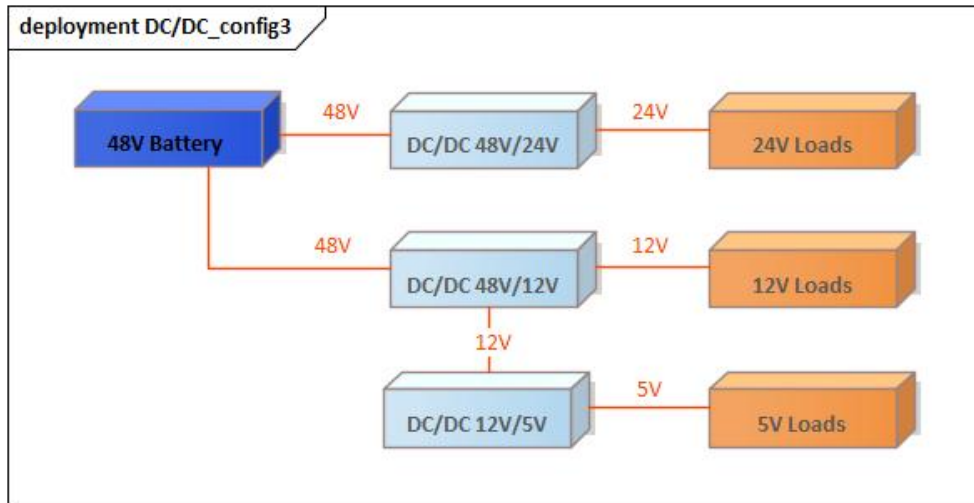 deployment DC/DC_config3
48V Battery
48V
DC/DC 48V/24V
24V
24V Loads
48V
DC/DC 48V/12V
12V
12V Loads
12V
DC/DC 12V/5V
5V
5V Loads